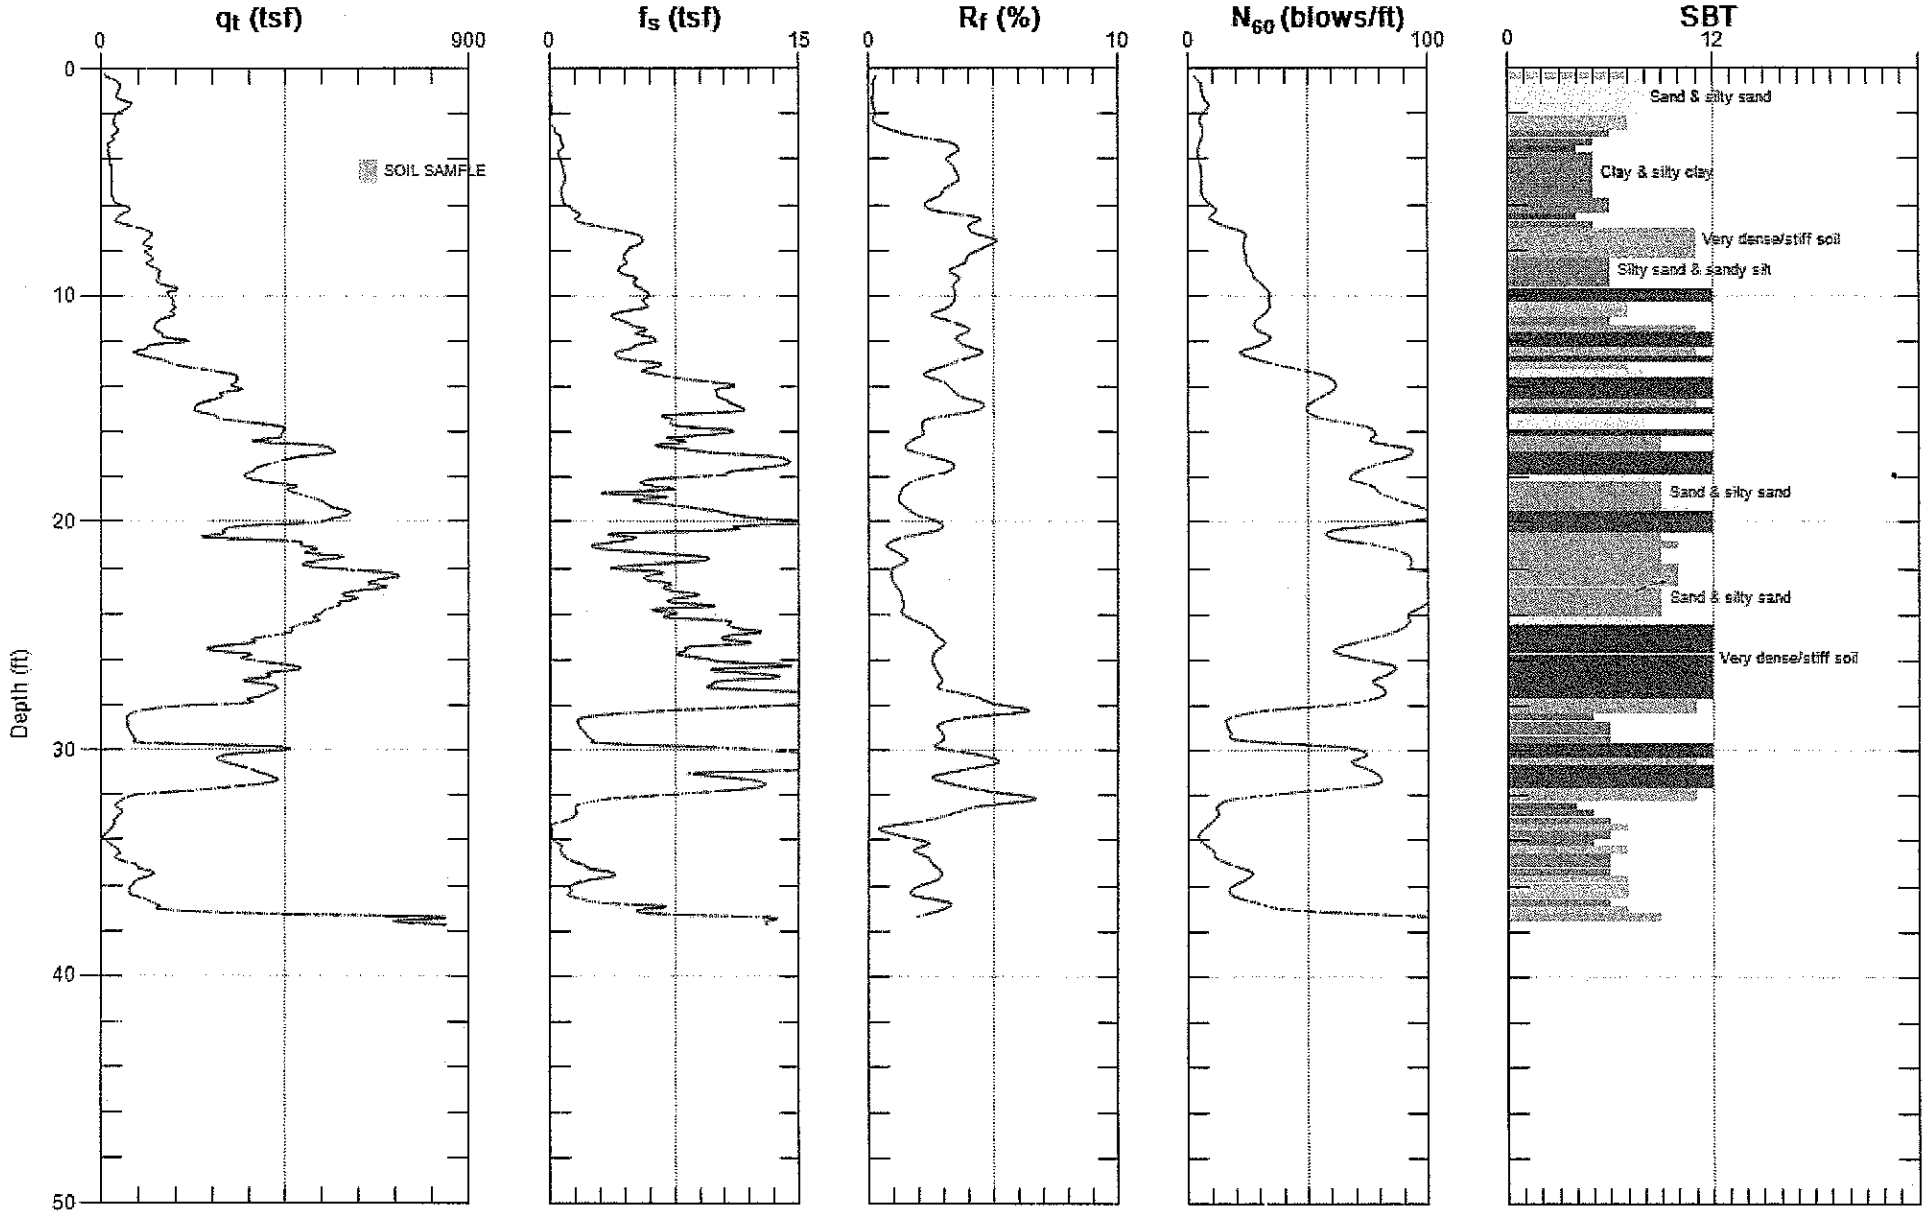 qt (tsf)
fs (tsf)
Rf (%)
N60 (blows/ft)
SBT
0 900
0 15
0 10
0 100
0 12
0
10
20
30
40
50
Depth (ft)
SOIL SAMPLE
Sand & silty sand
Clay & silty clay
Very dense/stiff soil
Silty sand & sandy silt
Sand & silty sand
Sand & silty sand
Very dense/stiff soil